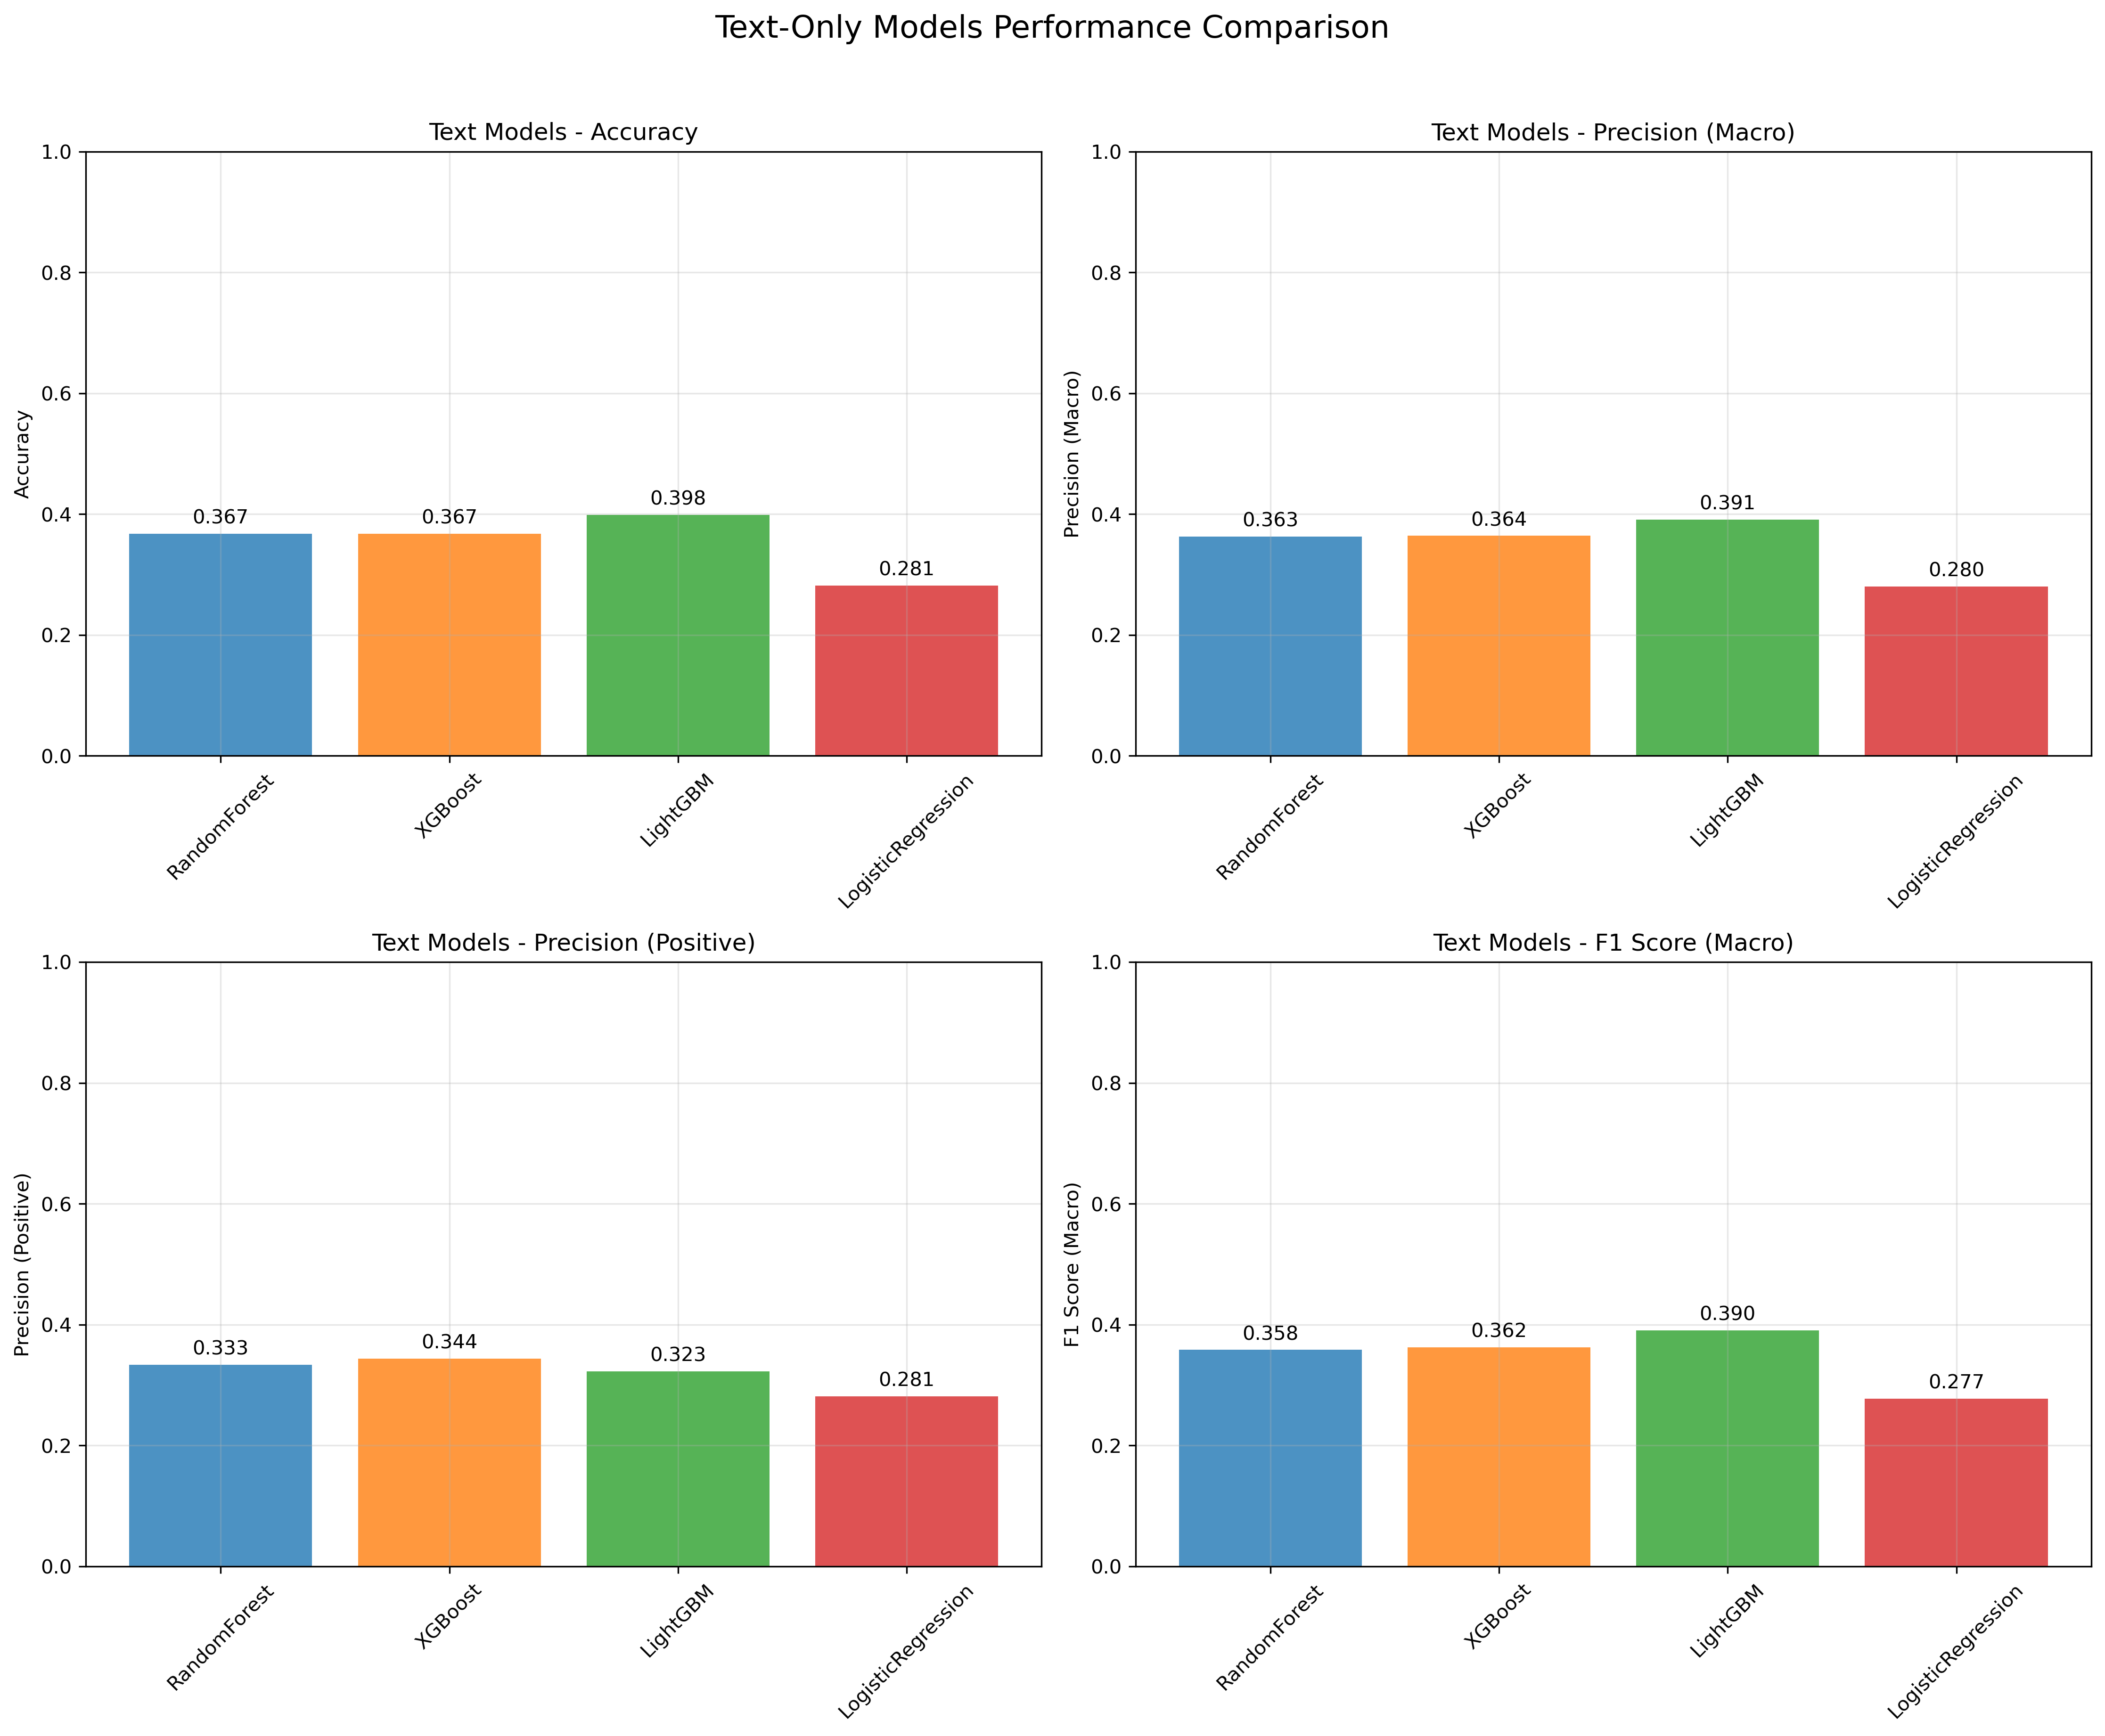 Text-Only Models Performance Comparison
Text Models - Accuracy
Accuracy
1.0
0.8
0.6
0.4
0.2
0.0
0.367
0.367
0.398
0.281
RandomForest
XGBoost
LightGBM
LogisticRegression
Text Models - Precision (Macro)
Precision (Macro)
1.0
0.8
0.6
0.4
0.2
0.0
0.363
0.364
0.391
0.280
RandomForest
XGBoost
LightGBM
LogisticRegression
Text Models - Precision (Positive)
Precision (Positive)
1.0
0.8
0.6
0.4
0.2
0.0
0.333
0.344
0.323
0.281
RandomForest
XGBoost
LightGBM
LogisticRegression
Text Models - F1 Score (Macro)
F1 Score (Macro)
1.0
0.8
0.6
0.4
0.2
0.0
0.358
0.362
0.390
0.277
RandomForest
XGBoost
LightGBM
LogisticRegression